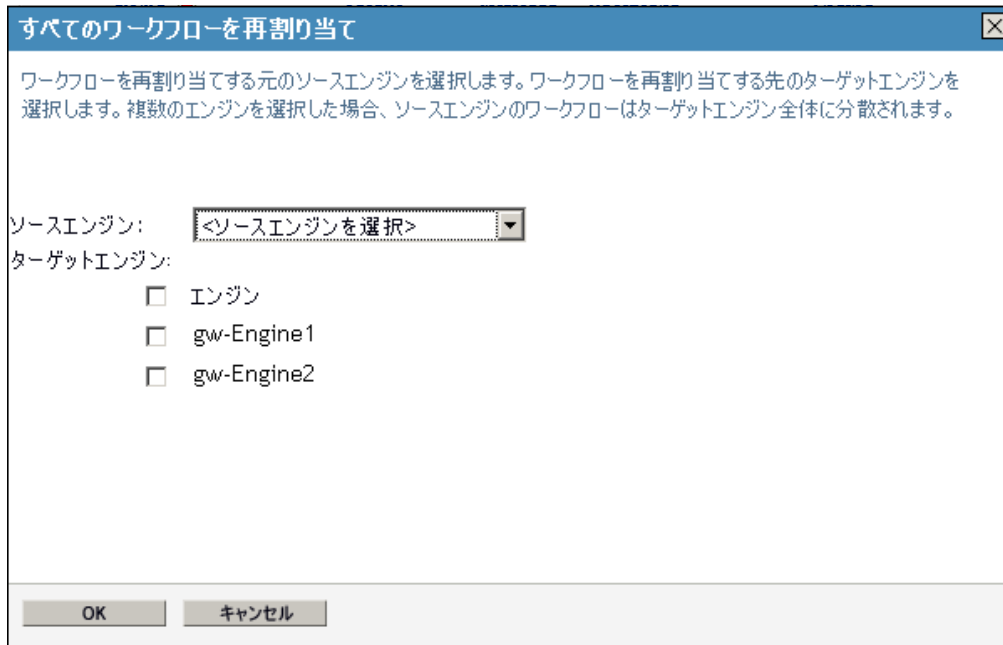 すべてのワークフローを再割り当て
ワークフローを再割り当てする元のソースエンジンを選択します。ワークフローを再割り当てする先のターゲットエンジンを
選択します。複数のエンジンを選択した場合、ソースエンジンのワークフローはターゲットエンジン全体に分散されます。
ソースエンジン: <ソースエンジンを選択>
ターゲットエンジン:
エンジン
gw-Engine1
gw-Engine2
OK キャンセル